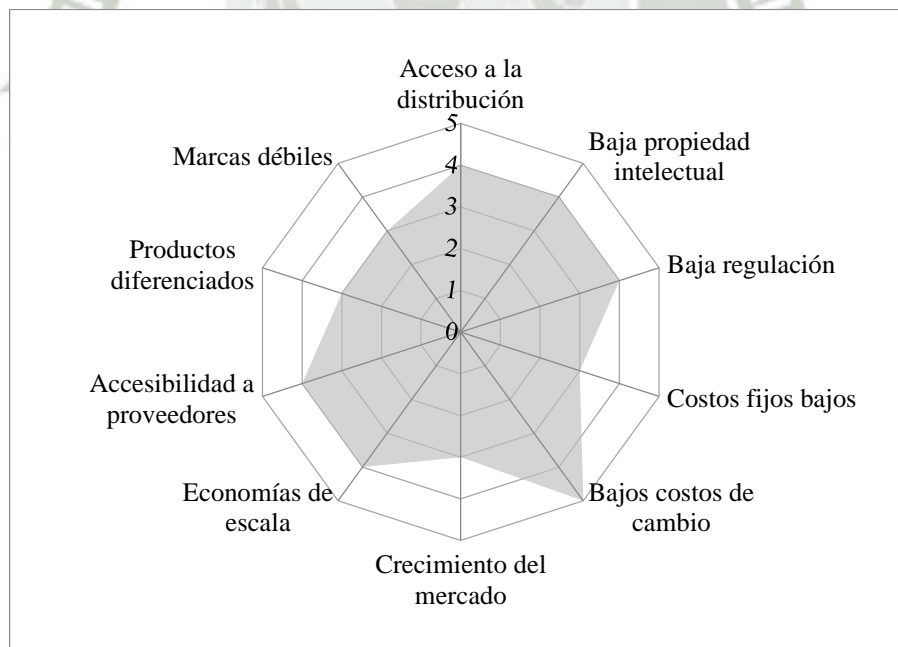 Acceso a la
distribución
Baja propiedad
intelectual
Baja regulación
Costos fijos bajos
Bajos costos de
cambio
Crecimiento del
mercado
Economías de
escala
Accesibilidad a
proveedores
Productos
diferenciados
Marcas débiles
5
4
3
2
1
0